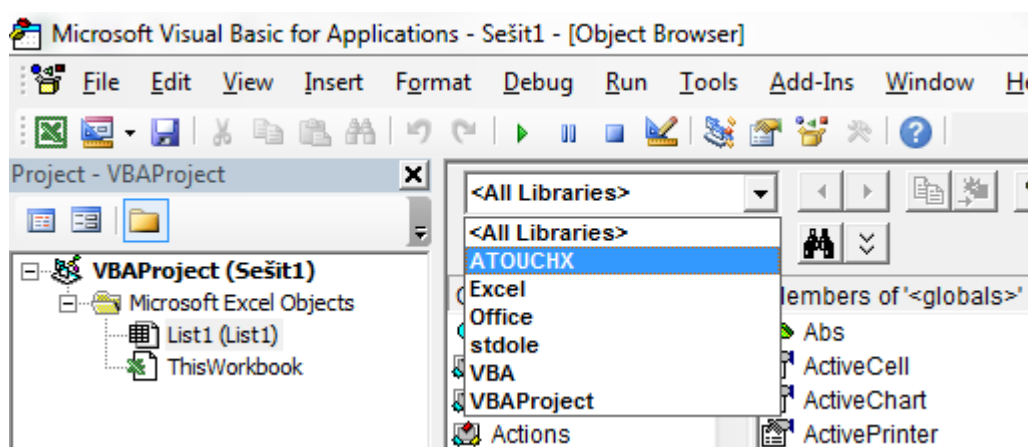 Microsoft Visual Basic for Applications - Sešit1 - [Object Browser]
File Edit View Insert Format Debug Run Tools Add-Ins Window
Project - VBAProject
VBAProject (Sešit1)
Microsoft Excel Objects
List1 (List1)
ThisWorkbook
<All Libraries>
<All Libraries>
ATOUCHX
Excel
Office
stdole
VBA
VBAProject
Actions
Members of '<globals>'
Abs
ActiveCell
ActiveChart
ActivePrinter